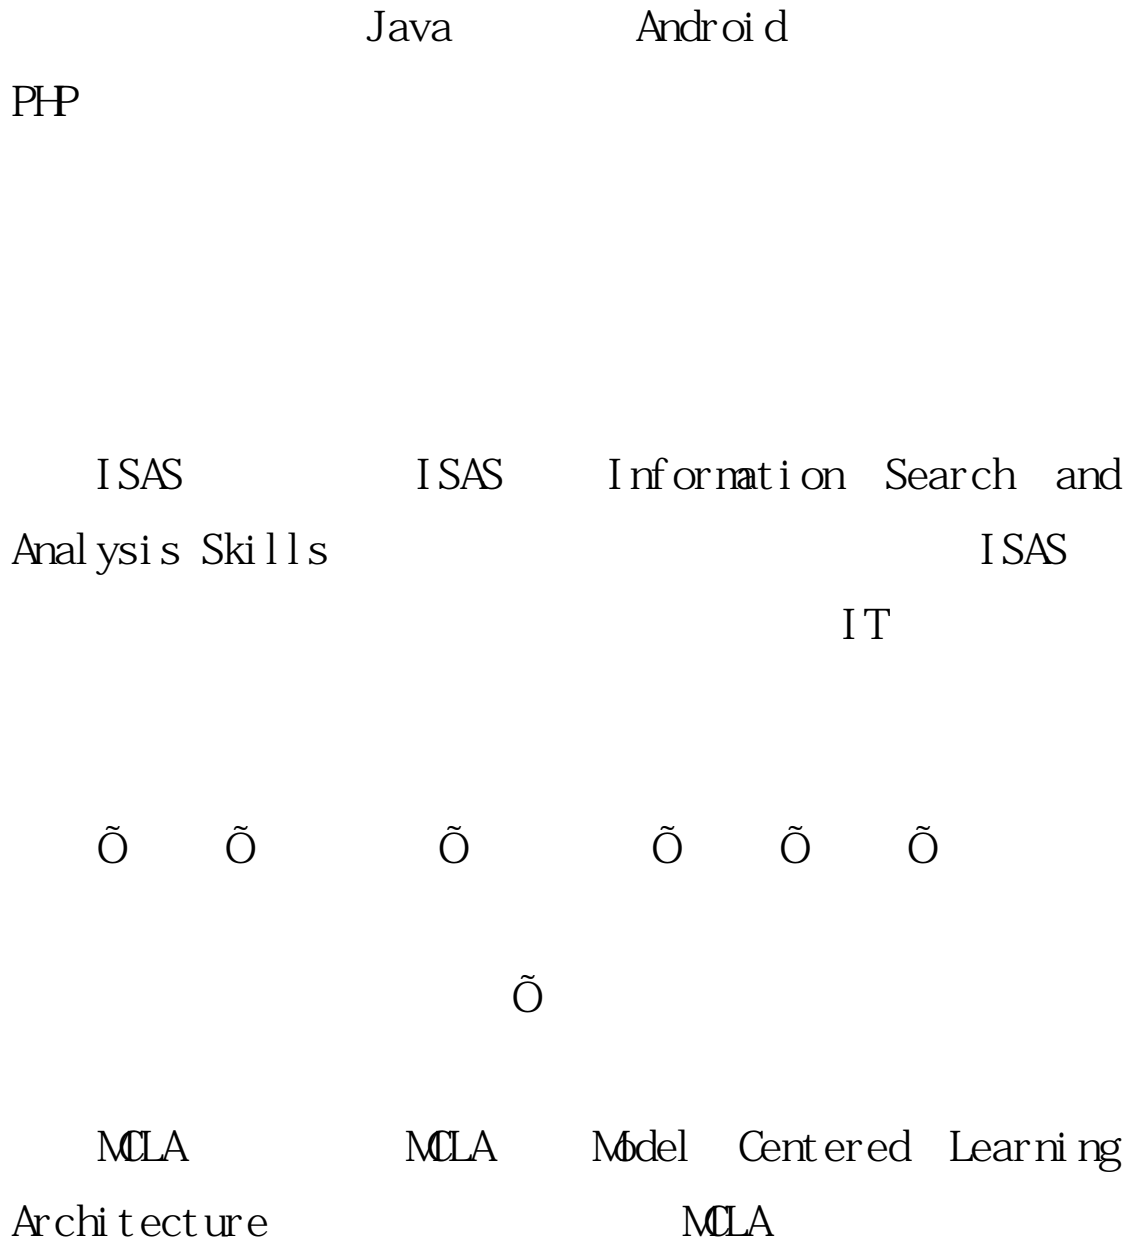 Java Android
PHP
ISAS ISAS Information Search and
Analysis Skills ISAS
IT
Õ Õ Õ Õ Õ Õ
Õ
MCLA MCLA Model Centered Learning
Architecture MCLA